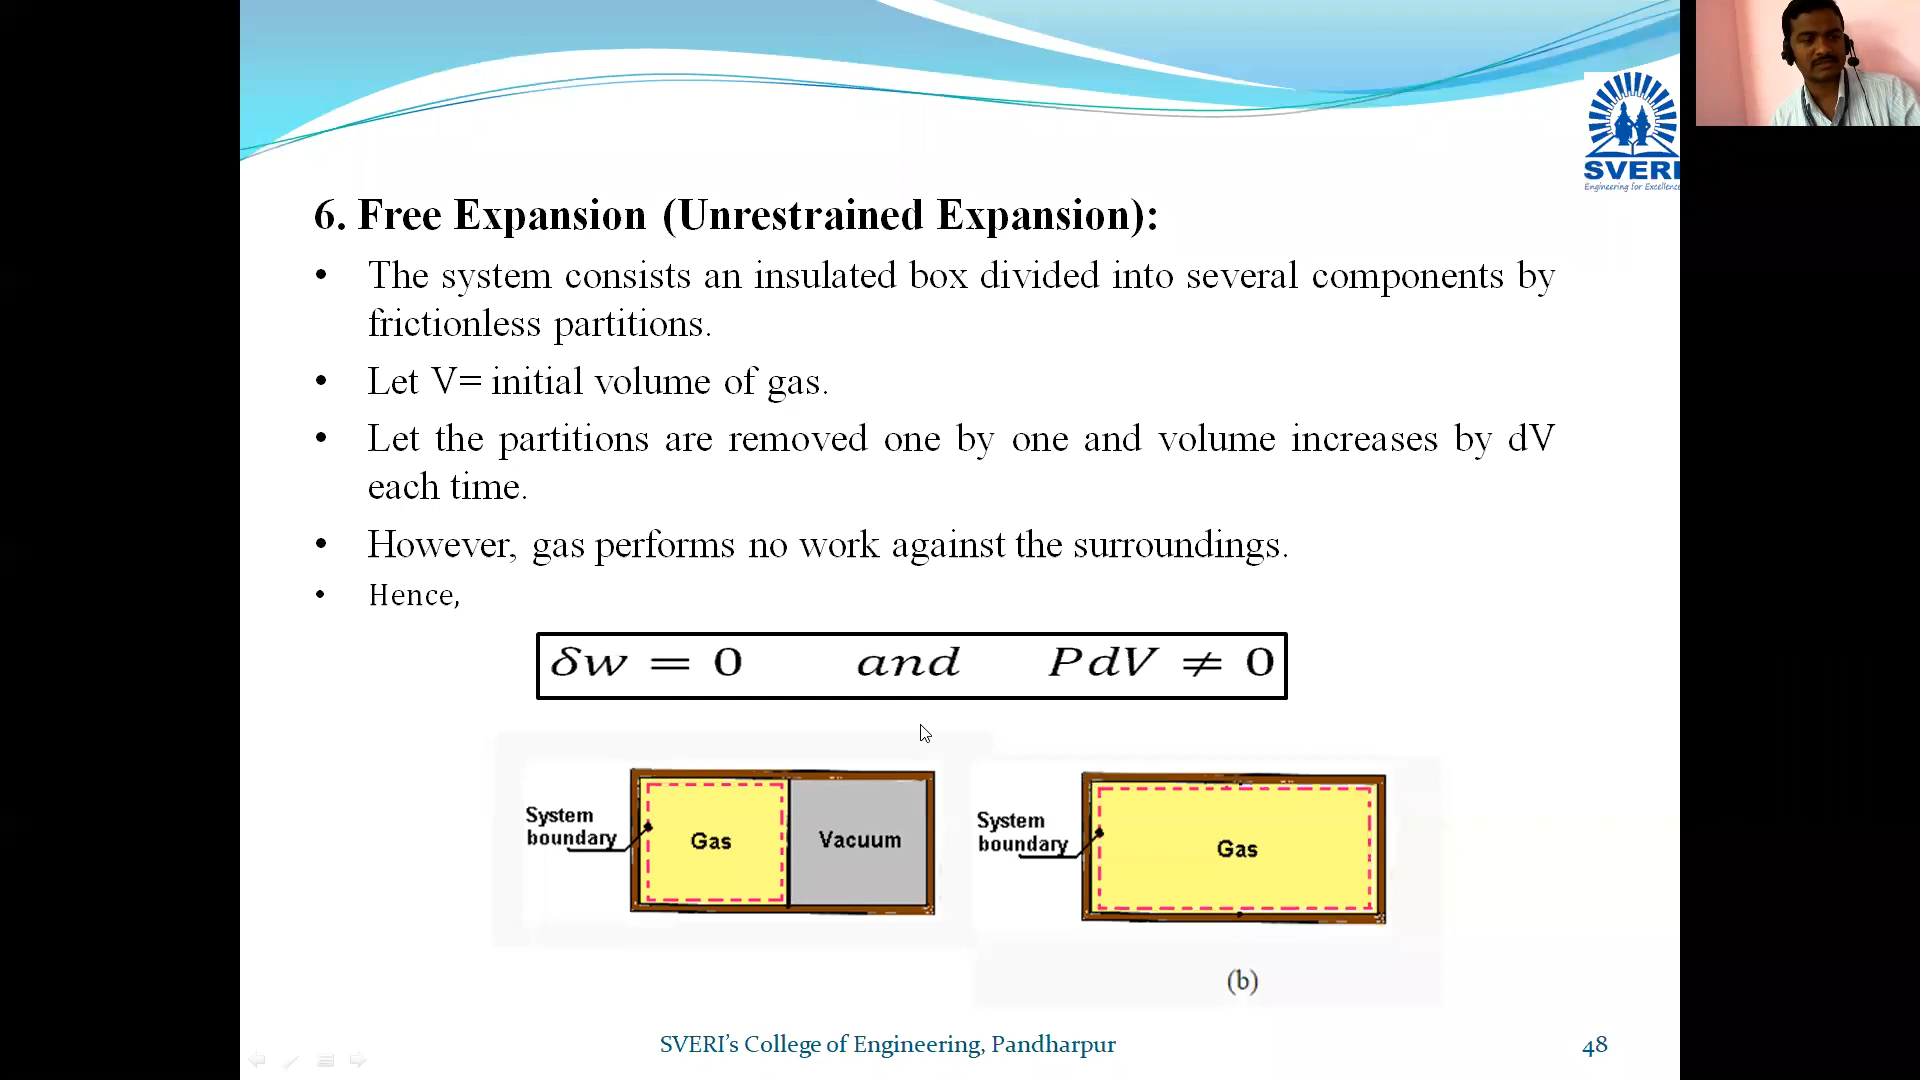 SVERI
Engineering for Excellence
6. Free Expansion (Unrestrained Expansion):
• The system consists an insulated box divided into several components by
frictionless partitions.
• Let V= initial volume of gas.
• Let the partitions are removed one by one and volume increases by dV
each time.
• However, gas performs no work against the surroundings.
• Hence,
δw = 0 and PdV ≠ 0
System
boundary
Gas
Vacuum
System
boundary
Gas
(b)
SVERI's College of Engineering, Pandharpur
48